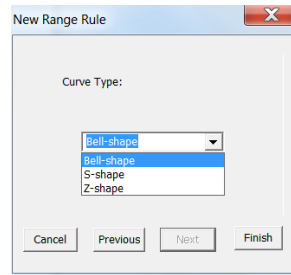 New Range Rule
Curve Type:
Bell-shape
Bell-shape
S-shape
Z-shape
Cancel Previous Next Finish